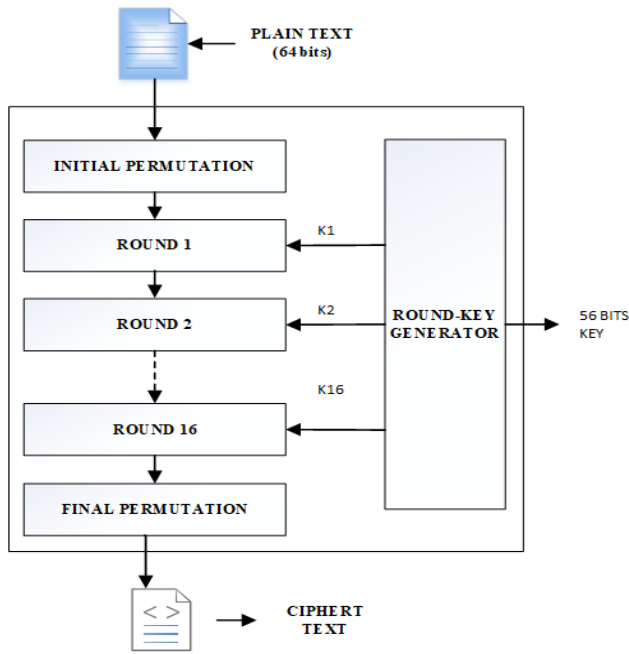 PLAIN TEXT
(64 bits)
INITIAL PERMUTATION
ROUND 1
K1
ROUND 2
K2
ROUND-KEY
GENERATOR
56 BITS
KEY
K16
ROUND 16
FINAL PERMUTATION
< >
CIPHERT
TEXT